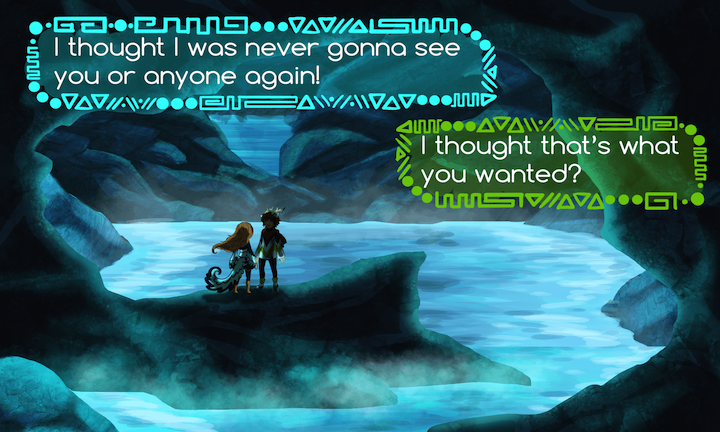 I thought I was never gonna see
you or anyone again!
I thought that's what
you wanted?